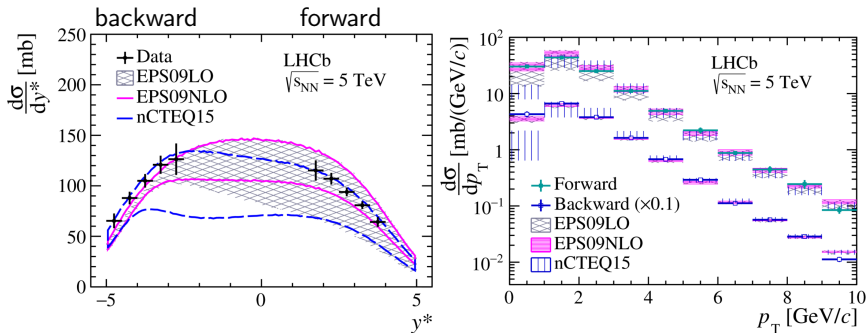 backward forward
250
200
150
100
50
0
−5 0 5
y*
dσ/dy* [mb]
Data
EPS09LO
EPS09NLO
nCTEQ15
LHCb
√sNN = 5 TeV
10²
10
1
10⁻¹
10⁻²
0 2 4 6 8 10
pT [GeV/c]
dσ/dpT [mb/(GeV/c)]
LHCb
√sNN = 5 TeV
Forward
Backward (×0.1)
EPS09LO
EPS09NLO
nCTEQ15